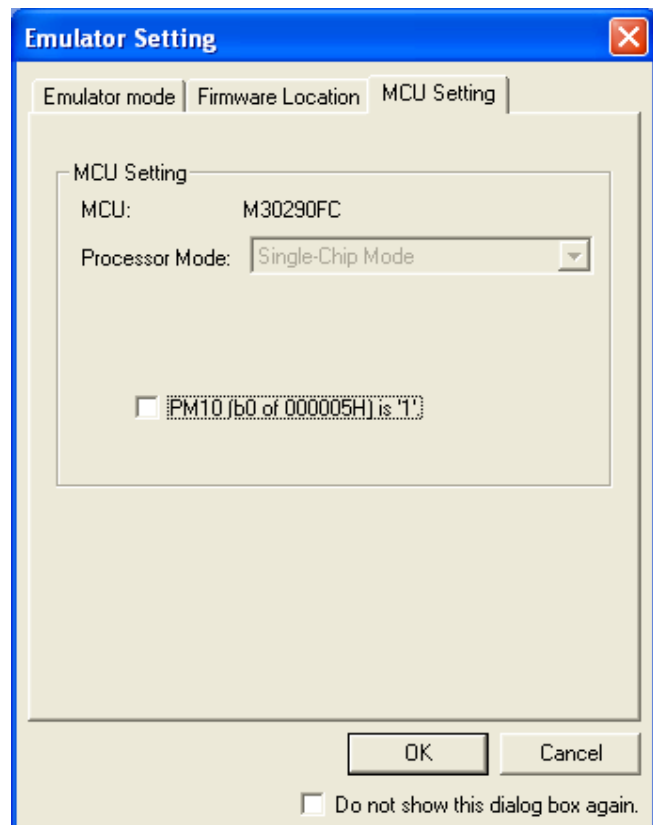 Emulator Setting
Emulator mode Firmware Location MCU Setting
MCU Setting
MCU: M30290FC
Processor Mode: Single-Chip Mode
PM10 (b0 of 000005H) is '1'.
OK Cancel
Do not show this dialog box again.